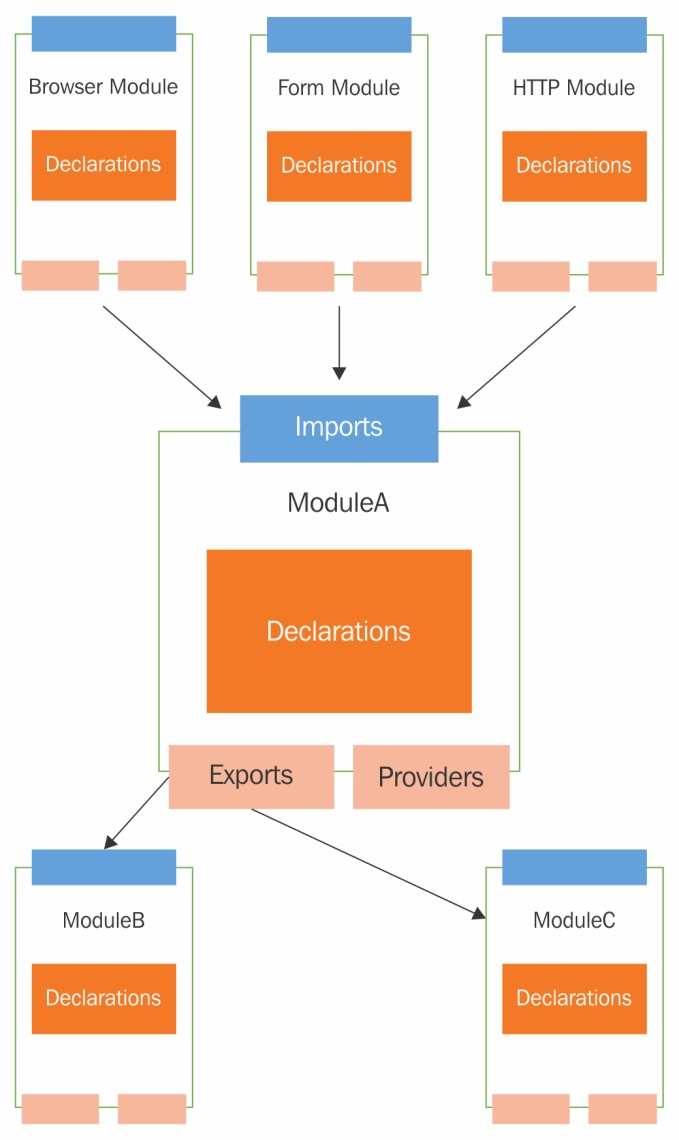 Browser Module
Form Module
HTTP Module
Declarations
Declarations
Declarations
Imports
ModuleA
Declarations
Exports
Providers
ModuleB
ModuleC
Declarations
Declarations